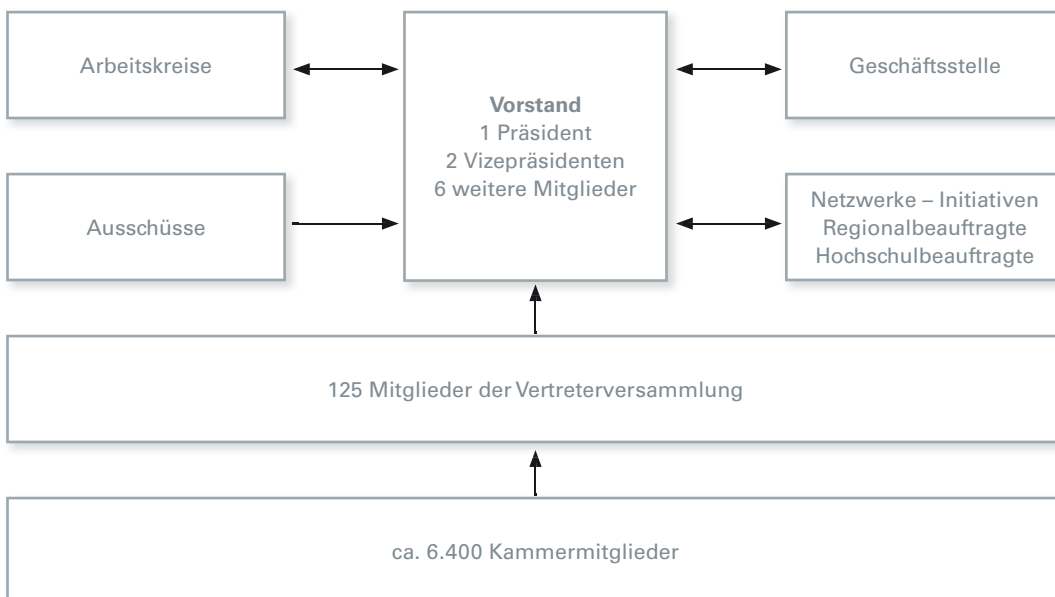 Arbeitskreise
Vorstand
1 Präsident
2 Vizepräsidenten
6 weitere Mitglieder
Geschäftsstelle
Ausschüsse
Netzwerke – Initiativen
Regionalbeauftragte
Hochschulbeauftragte
125 Mitglieder der Vertreterversammlung
ca. 6.400 Kammermitglieder